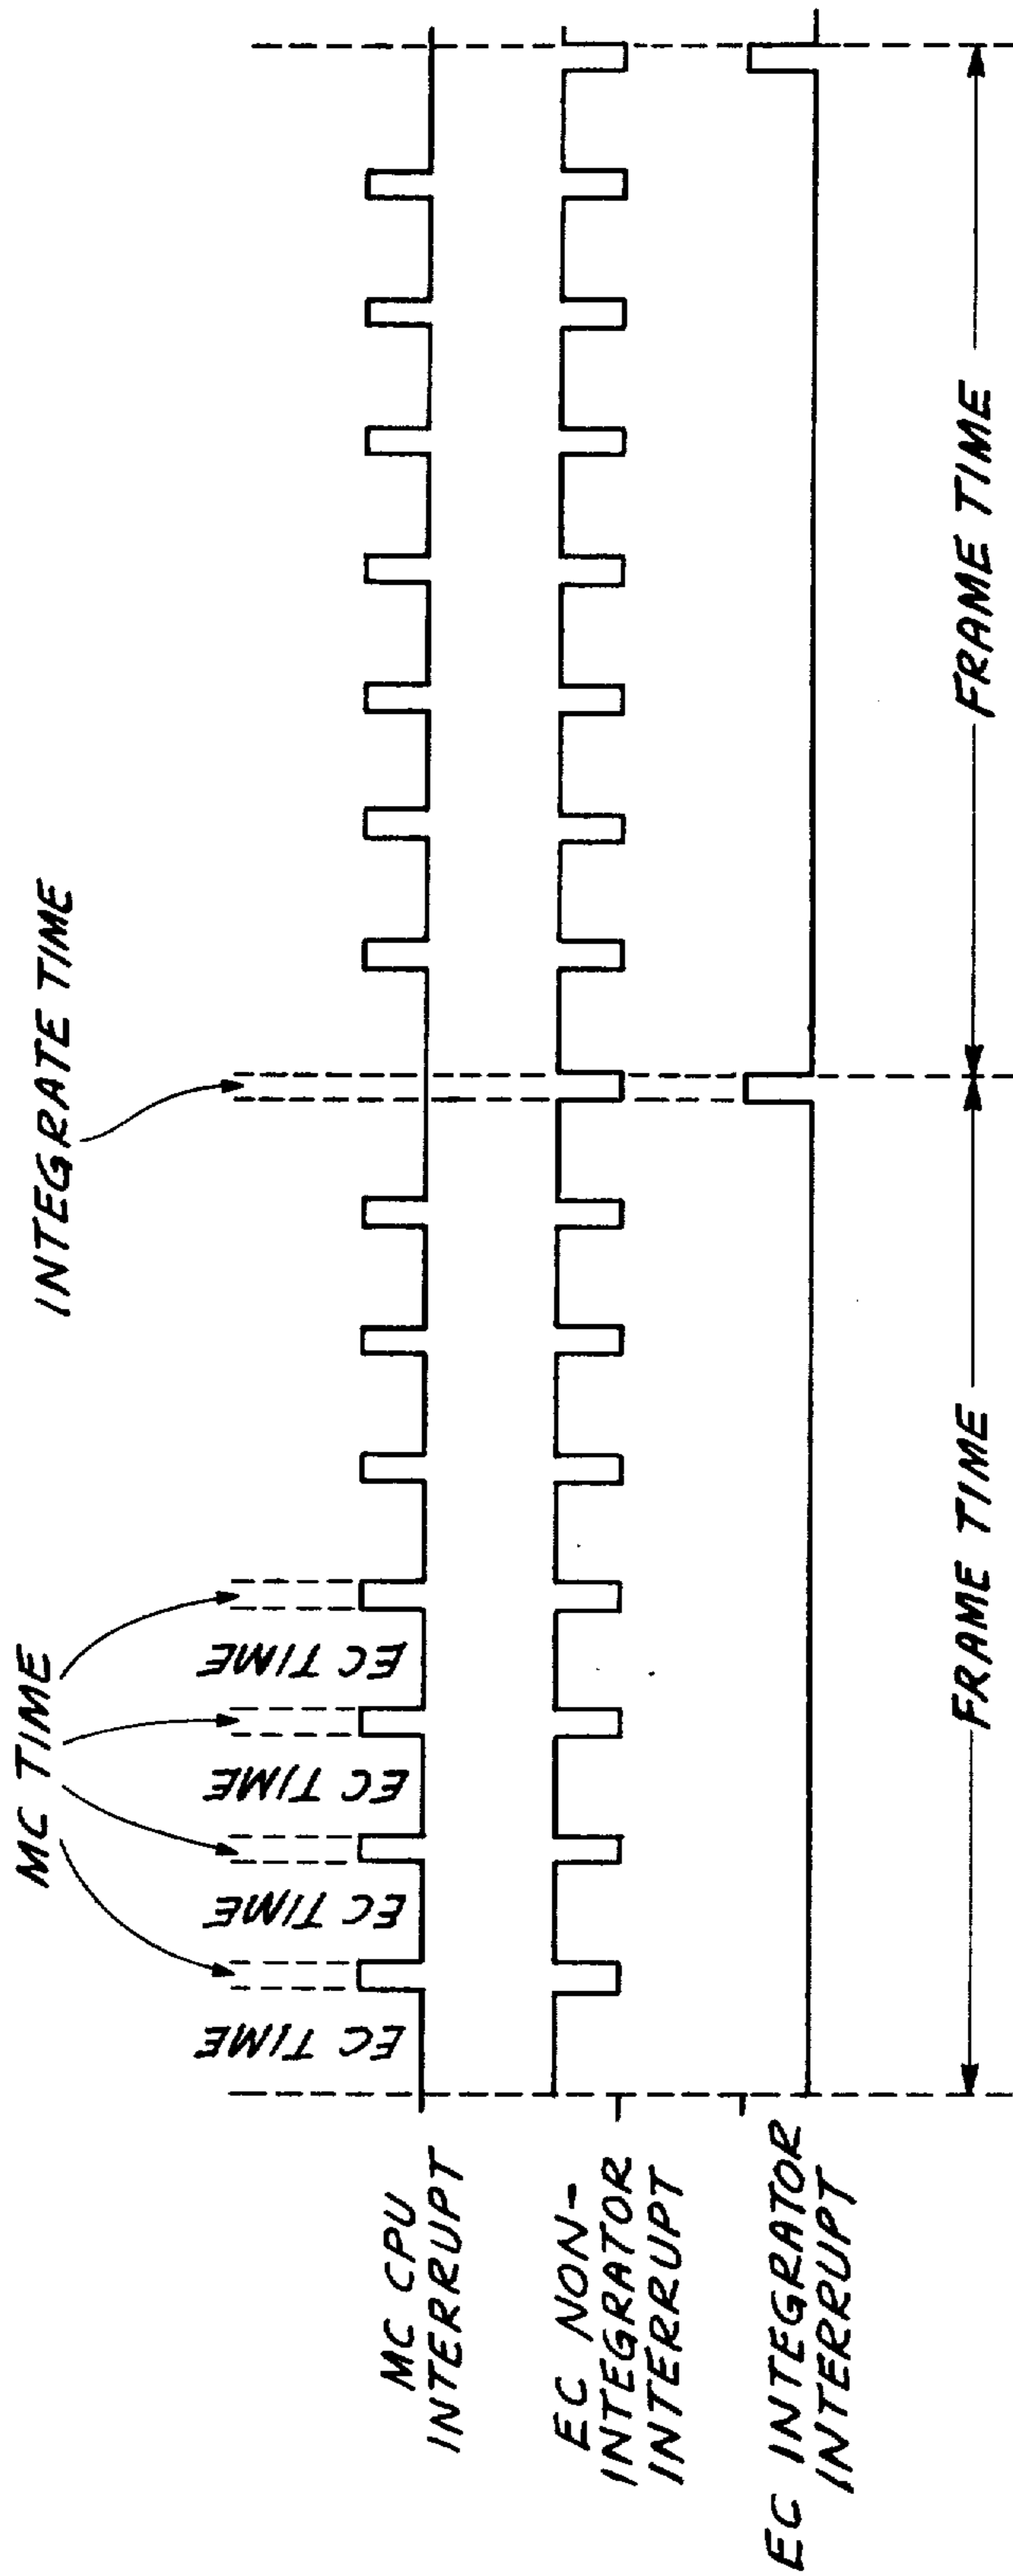 INTEGRATE TIME
MC TIME
EC TIME
EC TIME
EC TIME
EC TIME
MC CPU
INTERRUPT
EC NON-
INTEGRATOR
INTERRUPT
EC INTEGRATOR
INTERRUPT
FRAME TIME
FRAME TIME